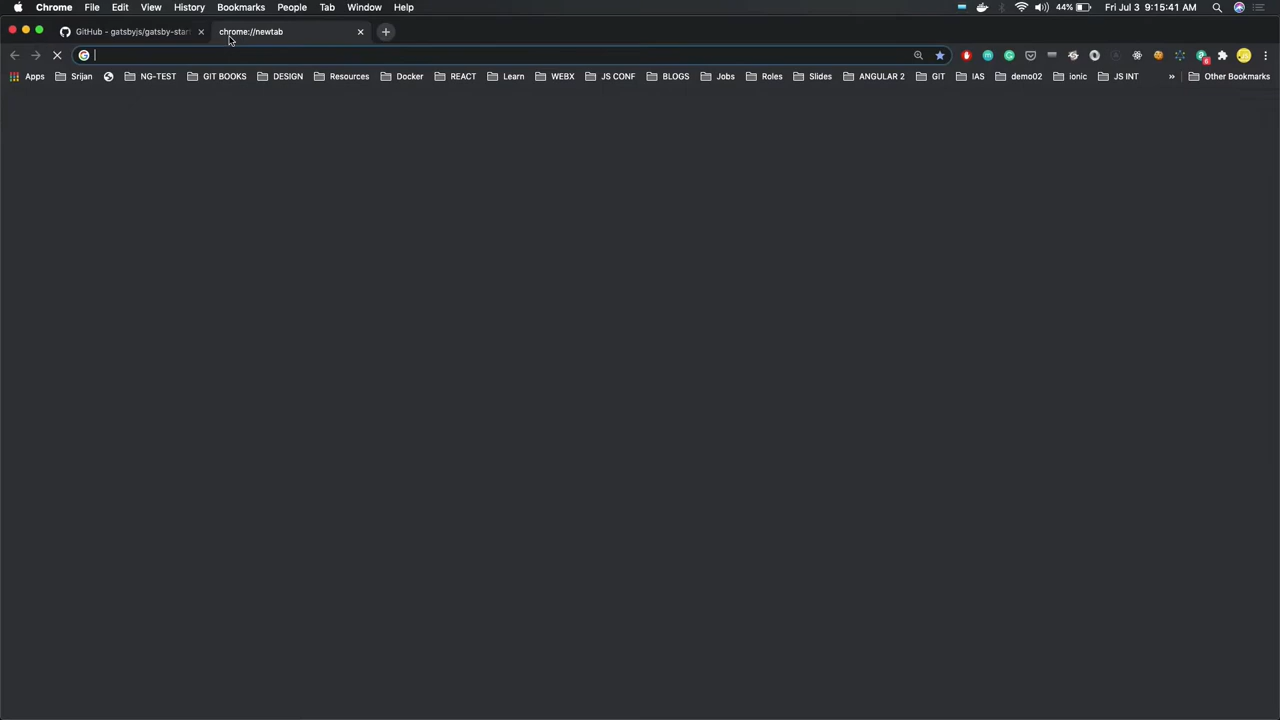 Chrome File Edit View History Bookmarks People Tab Window Help 44% Fri Jul 3 9:15:41 AM
GitHub - gatsbyjs/gatsby-start chrome://newtab
Apps Srijan NG-TEST GIT BOOKS DESIGN Resources Docker REACT Learn WEBX JS CONF BLOGS Jobs Roles Slides ANGULAR 2 GIT IAS demo02 ionic JS INT » Other Bookmarks